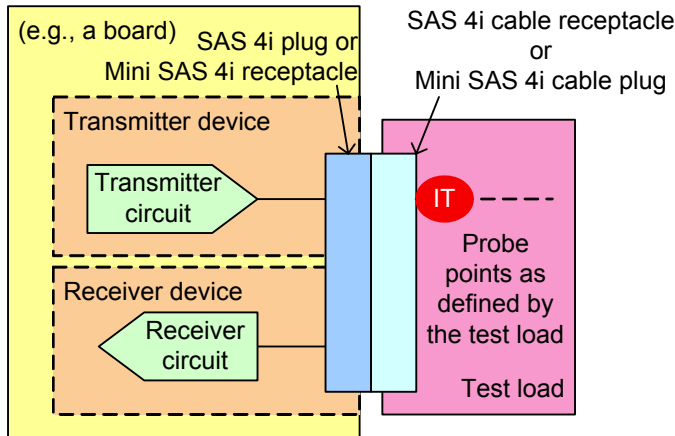 (e.g., a board)
SAS 4i plug or
Mini SAS 4i receptacle
SAS 4i cable receptacle
or
Mini SAS 4i cable plug
Transmitter device
Transmitter
circuit
IT
Probe
points as
defined by
the test load
Receiver device
Receiver
circuit
Test load